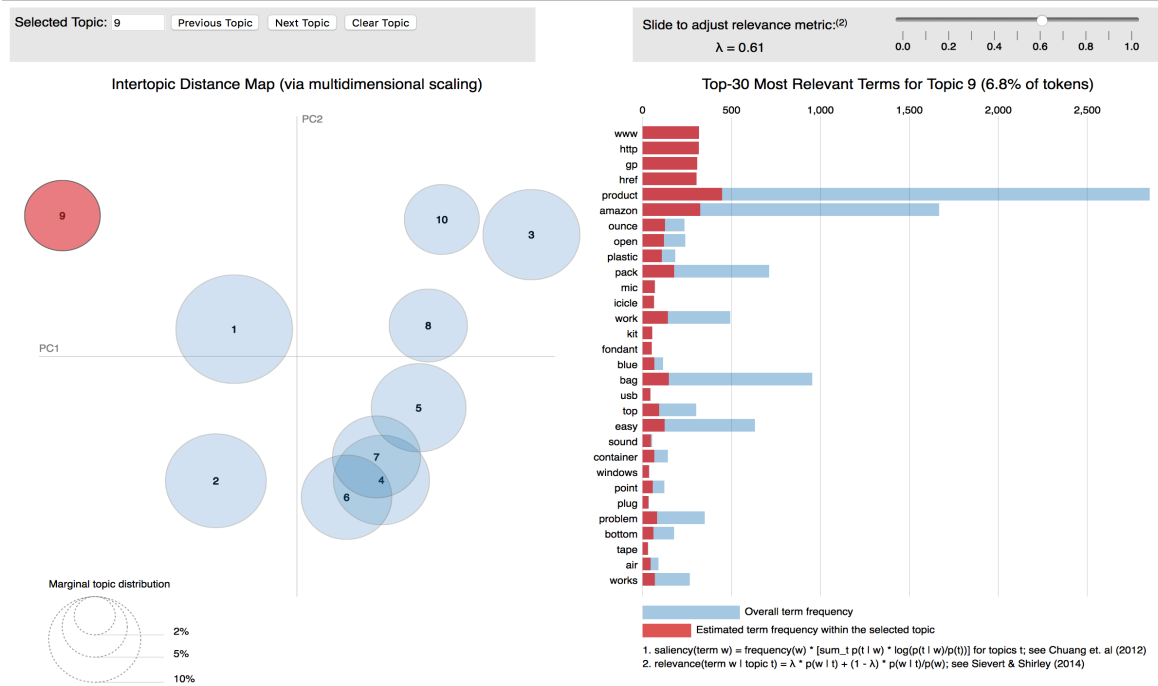 Selected Topic: 9 Previous Topic Next Topic Clear Topic
Slide to adjust relevance metric:(2)
λ = 0.61
0.0 0.2 0.4 0.6 0.8 1.0
Intertopic Distance Map (via multidimensional scaling)
PC2
PC1
9
10
3
1
8
5
7
4
2
6
Marginal topic distribution
2%
5%
10%
Top-30 Most Relevant Terms for Topic 9 (6.8% of tokens)
0 500 1,000 1,500 2,000 2,500
www
http
gp
href
product
amazon
ounce
open
plastic
pack
mic
icicle
work
kit
fondant
blue
bag
usb
top
easy
sound
container
windows
point
plug
problem
bottom
tape
air
works
Overall term frequency
Estimated term frequency within the selected topic
1. saliency(term w) = frequency(w) * [sum_t p(t | w) * log(p(t | w)/p(t))] for topics t; see Chuang et. al (2012)
2. relevance(term w | topic t) = λ * p(w | t) + (1 - λ) * p(w | t)/p(w); see Sievert & Shirley (2014)